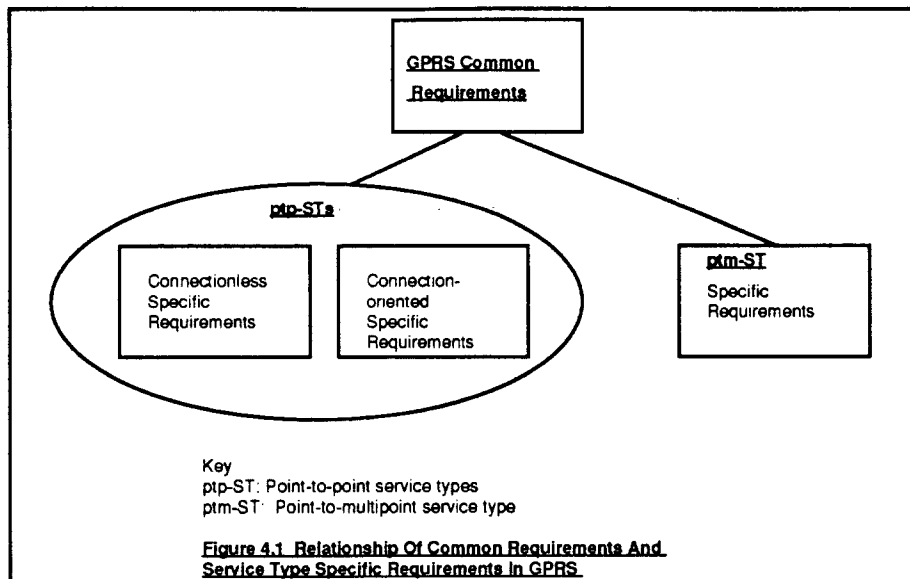 GPRS Common
Requirements
ptp-STs
Connectionless
Specific
Requirements
Connection-
oriented
Specific
Requirements
ptm-ST
Specific
Requirements
Key
ptp-ST: Point-to-point service types
ptm-ST: Point-to-multipoint service type
Figure 4.1 Relationship Of Common Requirements And
Service Type Specific Requirements In GPRS